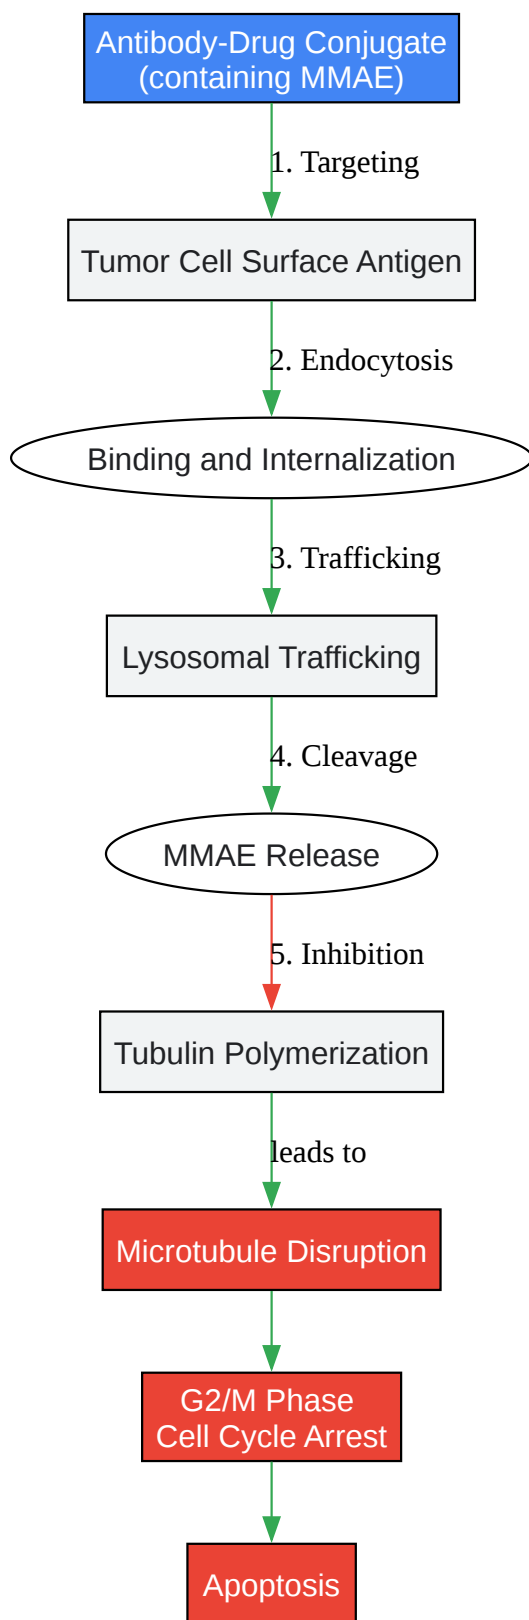 Antibody-Drug Conjugate
(containing MMAE)
1. Targeting
Tumor Cell Surface Antigen
2. Endocytosis
Binding and Internalization
3. Trafficking
Lysosomal Trafficking
4. Cleavage
MMAE Release
5. Inhibition
Tubulin Polymerization
leads to
Microtubule Disruption
G2/M Phase
Cell Cycle Arrest
Apoptosis